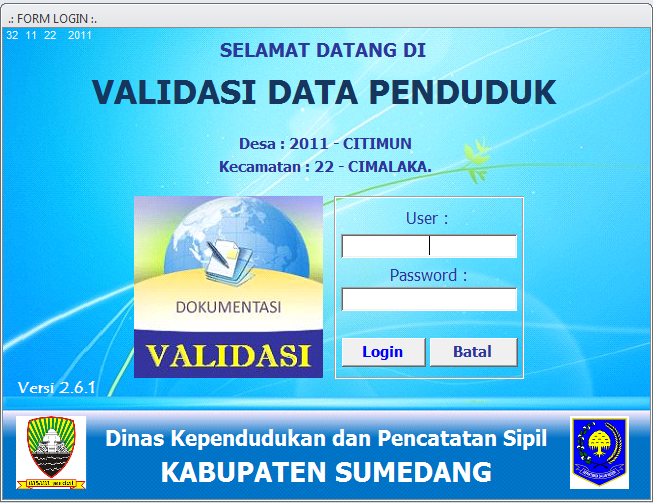 .: FORM LOGIN :.
32 11 22 2011
SELAMAT DATANG DI
VALIDASI DATA PENDUDUK
Desa : 2011 - CITIMUN
Kecamatan : 22 - CIMALAKA.
User :
Password :
Login
Batal
DOKUMENTASI
VALIDASI
Versi 2.6.1
Dinas Kependudukan dan Pencatatan Sipil
KABUPATEN SUMEDANG